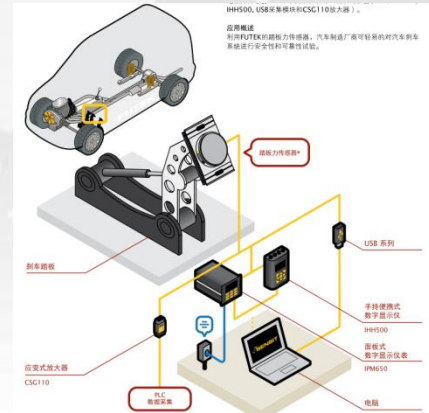 IHH500, USB采集模块和CSG110放大器）。
应用概述
利用FUTEK的踏板力传感器，汽车制造厂商可轻易的对汽车刹车
系统进行安全性和可靠性试验。
踏板力传感器*
USB 系列
刹车踏板
手持便携式
数字显示仪
IHH500
应变式放大器
CSG110
面板式
数字显示仪表
IPM650
SENSIT
PLC
数据采集
电脑